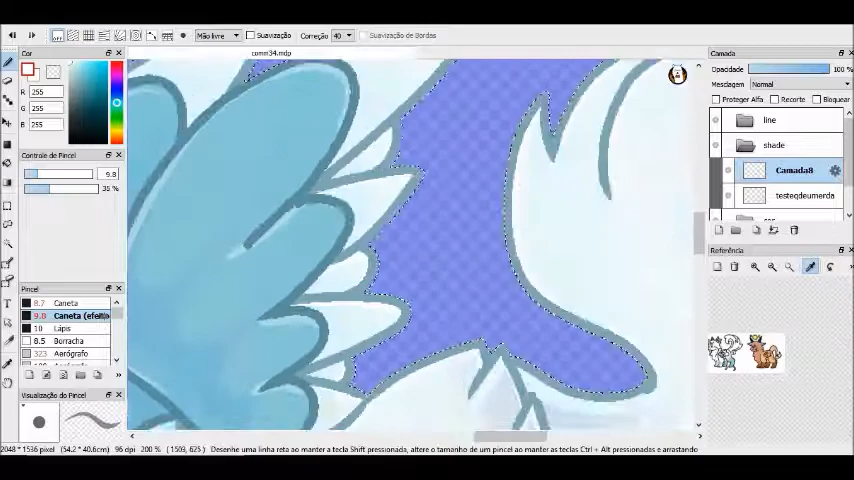 OFF
Mão livre
Suavização
Correção
40
Suavização de Bordas
comm34.mdp
Cor
R 255
G 255
B 255
Controle de Pincel
9.8
35 %
Pincel
8.7 Caneta
9.8 Caneta (efeito
10 Lápis
8.5 Borracha
323 Aerógrafo
Visualização do Pincel
Camada
Opacidade 100 %
Mesclagem Normal
Proteger Alfa Recorte Bloquear
line
shade
Camada8
testeqdeumerda
Referência
2048 * 1536 pixel (54.2 * 40.6cm) 96 dpi 200 % (1503, 625) Desenhe uma linha reta ao manter a tecla Shift pressionada, altere o tamanho de um pincel ao manter as teclas Ctrl + Alt pressionadas e arrastando